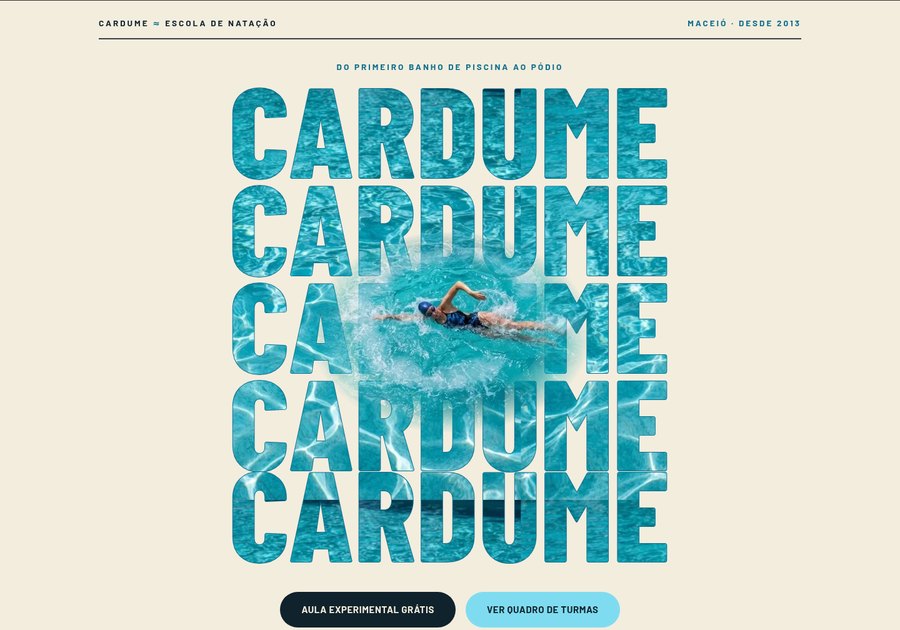 CARDUME ≈ ESCOLA DE NATAÇÃO
MACEIÓ · DESDE 2013
DO PRIMEIRO BANHO DE PISCINA AO PÓDIO
CARDUME
CARDUME
CARDUME
CARDUME
CARDUME
AULA EXPERIMENTAL GRÁTIS
VER QUADRO DE TURMAS